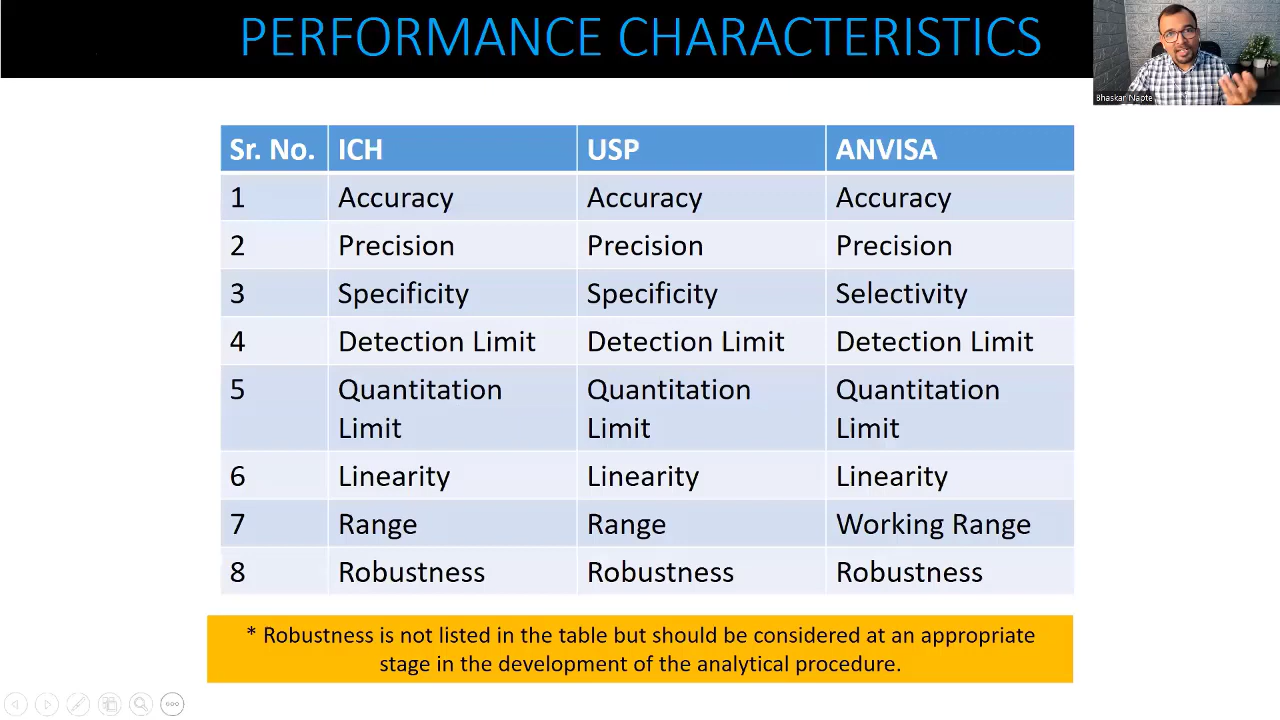 PERFORMANCE CHARACTERISTICS
Bhaskar Napte
Sr. No. ICH USP ANVISA
1 Accuracy Accuracy Accuracy
2 Precision Precision Precision
3 Specificity Specificity Selectivity
4 Detection Limit Detection Limit Detection Limit
5 Quantitation Quantitation Quantitation
Limit Limit Limit
6 Linearity Linearity Linearity
7 Range Range Working Range
8 Robustness Robustness Robustness
* Robustness is not listed in the table but should be considered at an appropriate
stage in the development of the analytical procedure.